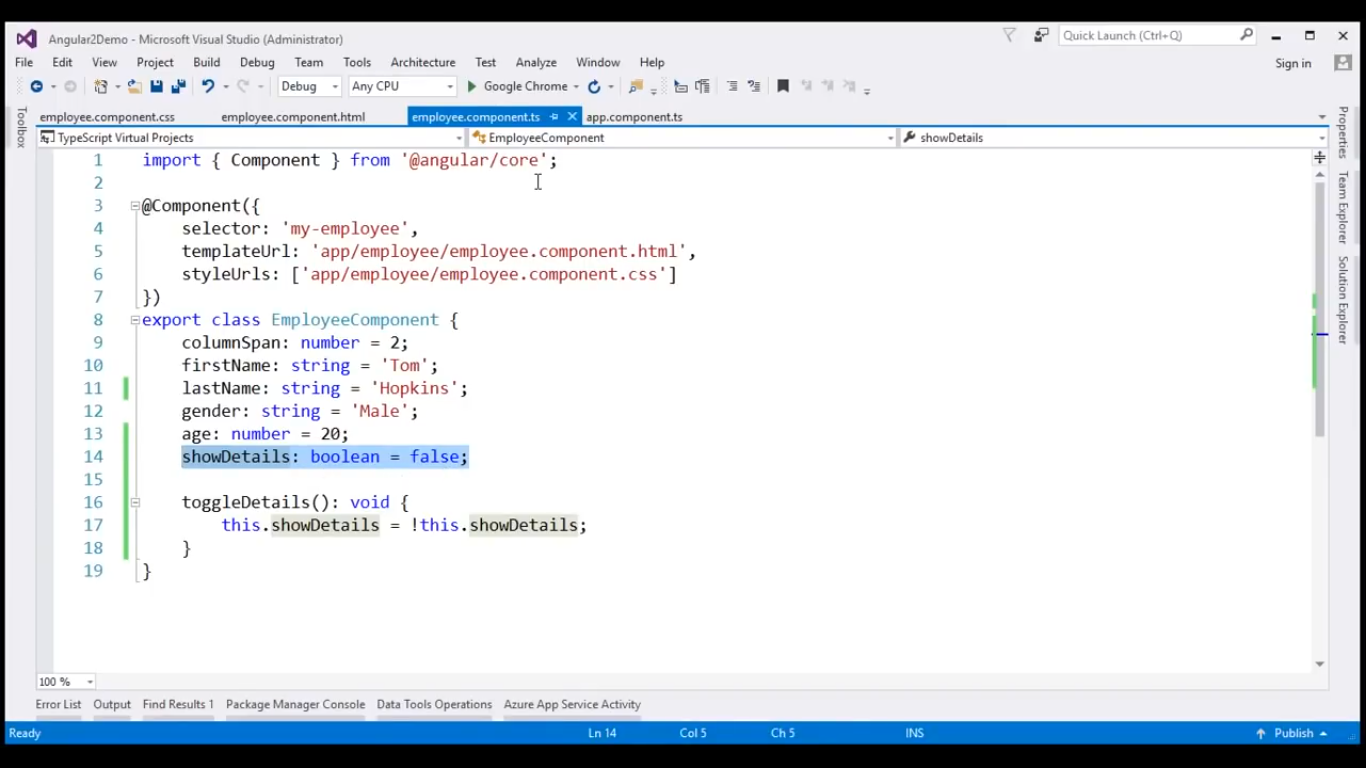 Angular2Demo - Microsoft Visual Studio (Administrator)
Quick Launch (Ctrl+Q)
File Edit View Project Build Debug Team Tools Architecture Test Analyze Window Help
Sign in
Debug Any CPU Google Chrome
employee.component.css employee.component.html employee.component.ts app.component.ts
TypeScript Virtual Projects EmployeeComponent showDetails
1 import { Component } from '@angular/core';
2
3 @Component({
4 selector: 'my-employee',
5 templateUrl: 'app/employee/employee.component.html',
6 styleUrls: ['app/employee/employee.component.css']
7 })
8 export class EmployeeComponent {
9 columnSpan: number = 2;
10 firstName: string = 'Tom';
11 lastName: string = 'Hopkins';
12 gender: string = 'Male';
13 age: number = 20;
14 showDetails: boolean = false;
15
16 toggleDetails(): void {
17 this.showDetails = !this.showDetails;
18 }
19 }
Toolbox
Properties
Team Explorer
Solution Explorer
100 %
Error List Output Find Results 1 Package Manager Console Data Tools Operations Azure App Service Activity
Ready Ln 14 Col 5 Ch 5 INS Publish